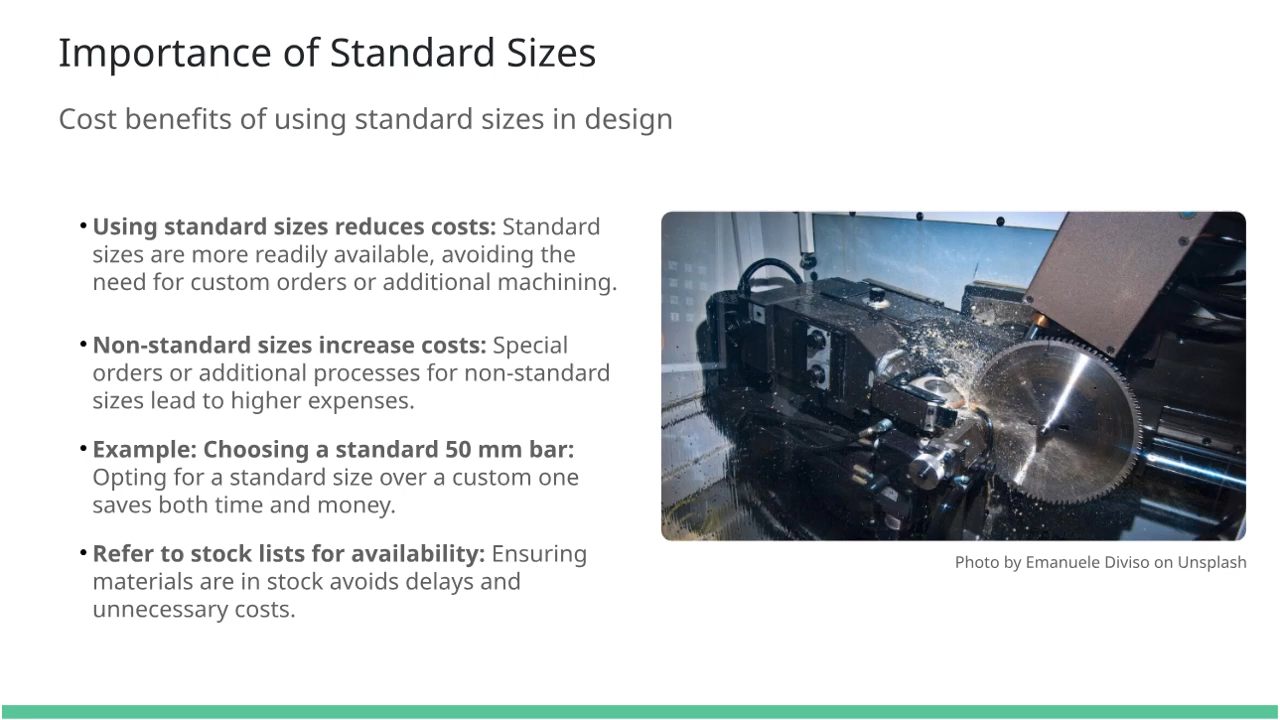 Importance of Standard Sizes
Cost benefits of using standard sizes in design
• Using standard sizes reduces costs: Standard
sizes are more readily available, avoiding the
need for custom orders or additional machining.
• Non-standard sizes increase costs: Special
orders or additional processes for non-standard
sizes lead to higher expenses.
• Example: Choosing a standard 50 mm bar:
Opting for a standard size over a custom one
saves both time and money.
• Refer to stock lists for availability: Ensuring
materials are in stock avoids delays and
unnecessary costs.
Photo by Emanuele Diviso on Unsplash